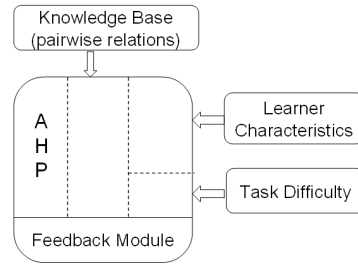 Knowledge Base
(pairwise relations)
A
H
P
Learner
Characteristics
Task Difficulty
Feedback Module